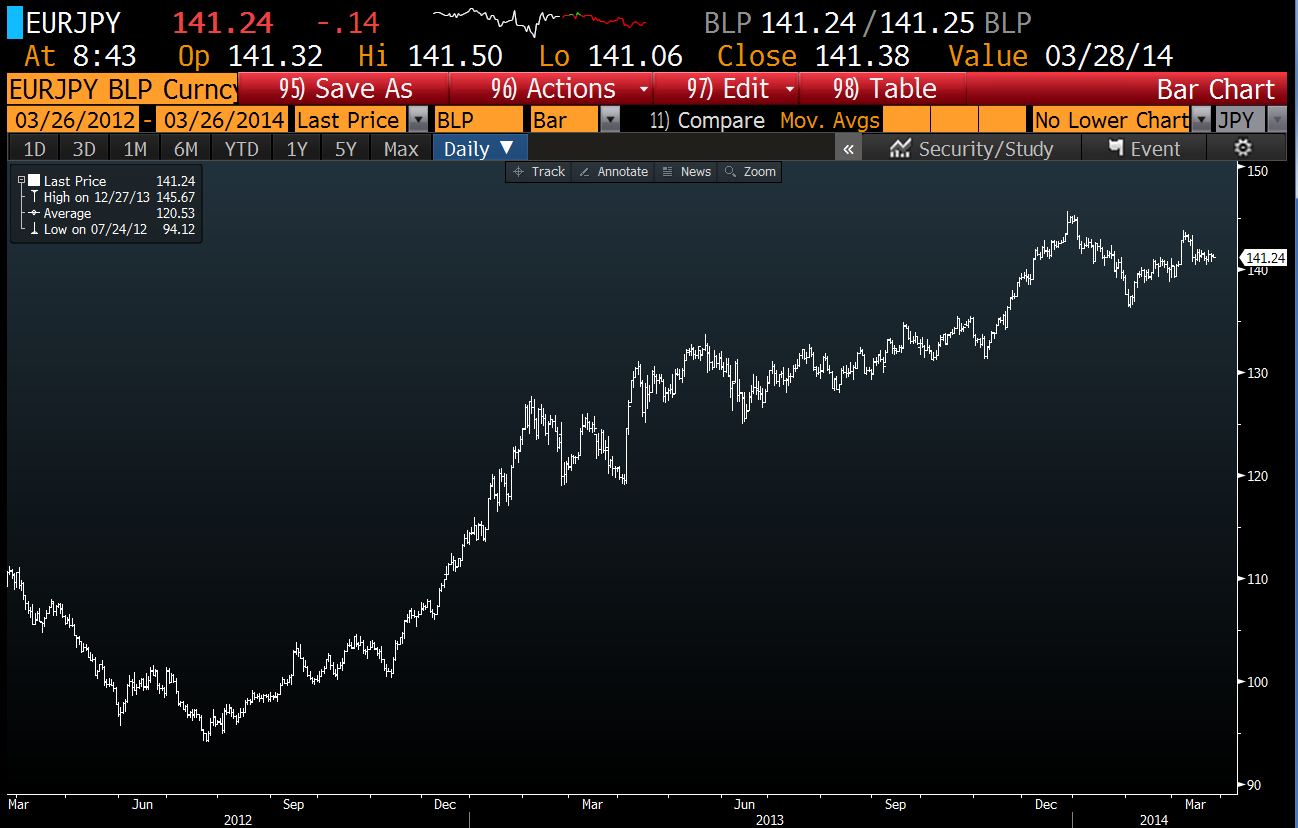 EURJPY 141.24 -.14 BLP 141.24/141.25 BLP
At 8:43 Op 141.32 Hi 141.50 Lo 141.06 Close 141.38 Value 03/28/14
EURJPY BLP Curncy 95) Save As 96) Actions 97) Edit 98) Table Bar Chart
03/26/2012 - 03/26/2014 Last Price BLP Bar 11) Compare Mov. Avgs No Lower Chart JPY
1D 3D 1M 6M YTD 1Y 5Y Max Daily ▼ « Security/Study Event
Track Annotate News Zoom
Last Price 141.24
High on 12/27/13 145.67
Average 120.53
Low on 07/24/12 94.12
150
141.24
140
130
120
110
100
90
Mar Jun Sep Dec Mar Jun Sep Dec Mar
2012 2013 2014